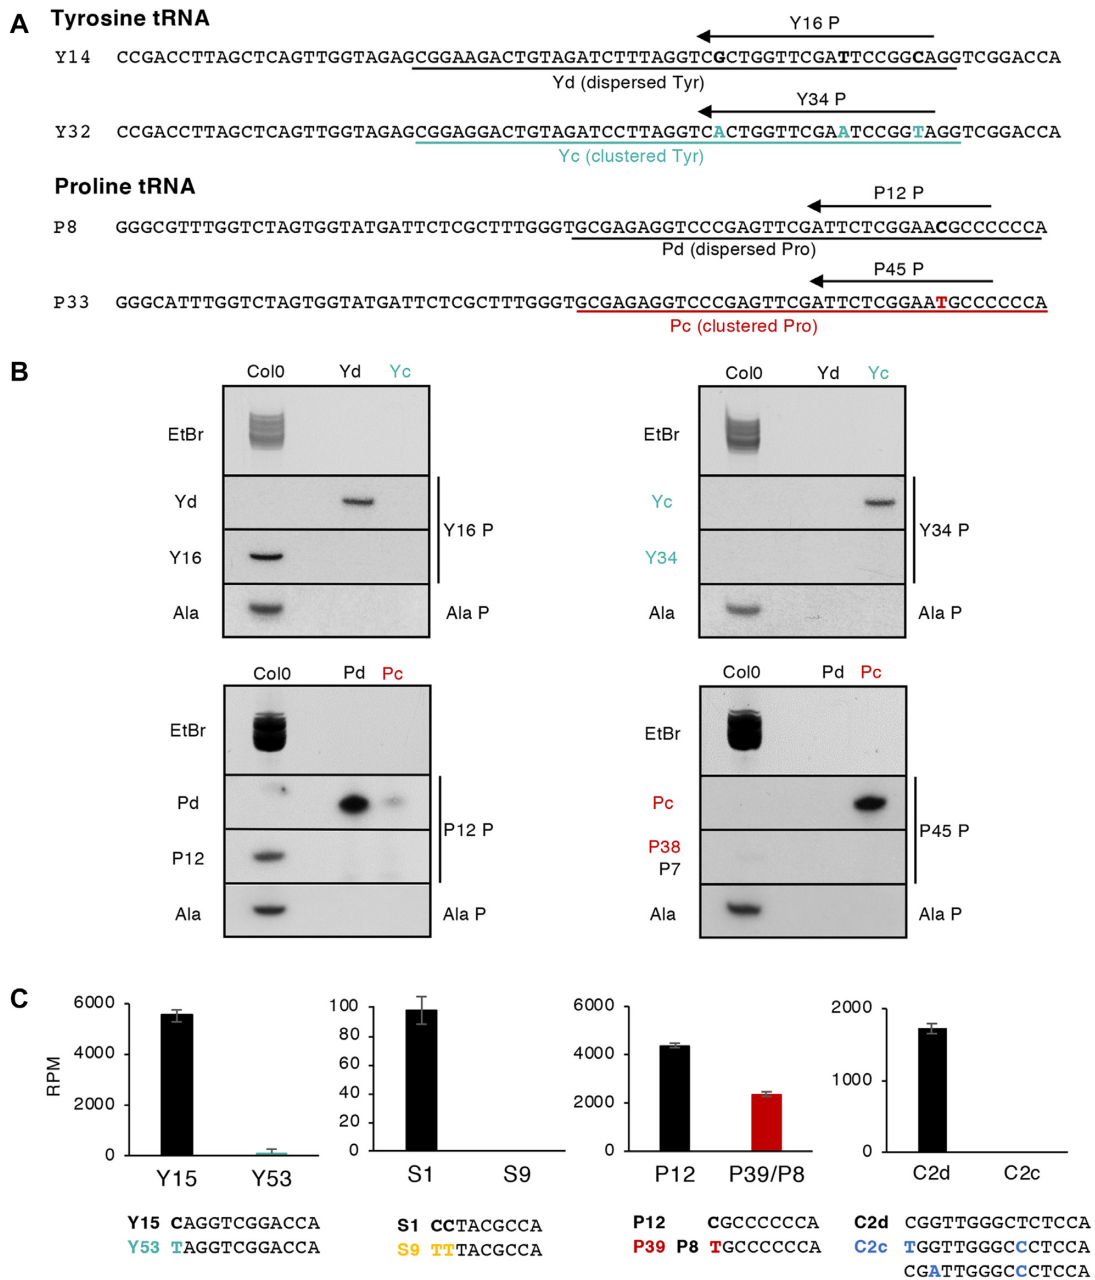 A
Tyrosine tRNA
Y16 P
Y14 CCGACCTTAGCTCAGTTGGTAGAGCGGAAGACTGTAGATCTTTAGGTCGCTGGTTCGATTCCGGCAGGTCGGACCA
Yd (dispersed Tyr)
Y34 P
Y32 CCGACCTTAGCTCAGTTGGTAGAGCGGAGGACTGTAGATCCTTAGGTCACTGGTTCGAATCCGGTAGGTCGGACCA
Yc (clustered Tyr)
Proline tRNA
P12 P
P8 GGGCGTTTGGTCTAGTGGTATGATTCTCGCTTTGGGTGCGAGAGGTCCCGAGTTCGATTCTCGGAACGCCCCCCA
Pd (dispersed Pro)
P45 P
P33 GGGCATTTGGTCTAGTGGTATGATTCTCGCTTTGGGTGCGAGAGGTCCCGAGTTCGATTCTCGGAATGCCCCCCA
Pc (clustered Pro)
B
Col0 Yd Yc
EtBr
Yd
Y16 P
Y16
Ala Ala P
Col0 Yd Yc
EtBr
Yc
Y34 P
Y34
Ala Ala P
Col0 Pd Pc
EtBr
Pd
P12 P
P12
Ala Ala P
Col0 Pd Pc
EtBr
Pc
P45 P
P38
P7
Ala Ala P
C
RPM
6000
4000
2000
0
Y15 Y53
Y15 CAGGTCGGACCA
Y53 TAGGTCGGACCA
100
80
60
40
20
0
S1 S9
S1 CCTACGCCA
S9 TTTACGCCA
6000
4000
2000
0
P12 P39/P8
P12 CGCCCCCCA
P39 P8 TGCCCCCCA
2000
1000
0
C2d C2c
C2d CGGTTGGGCTCTCCA
C2c TGGTTGGGCCCTCCA
CGATTGGGCCCTCCA